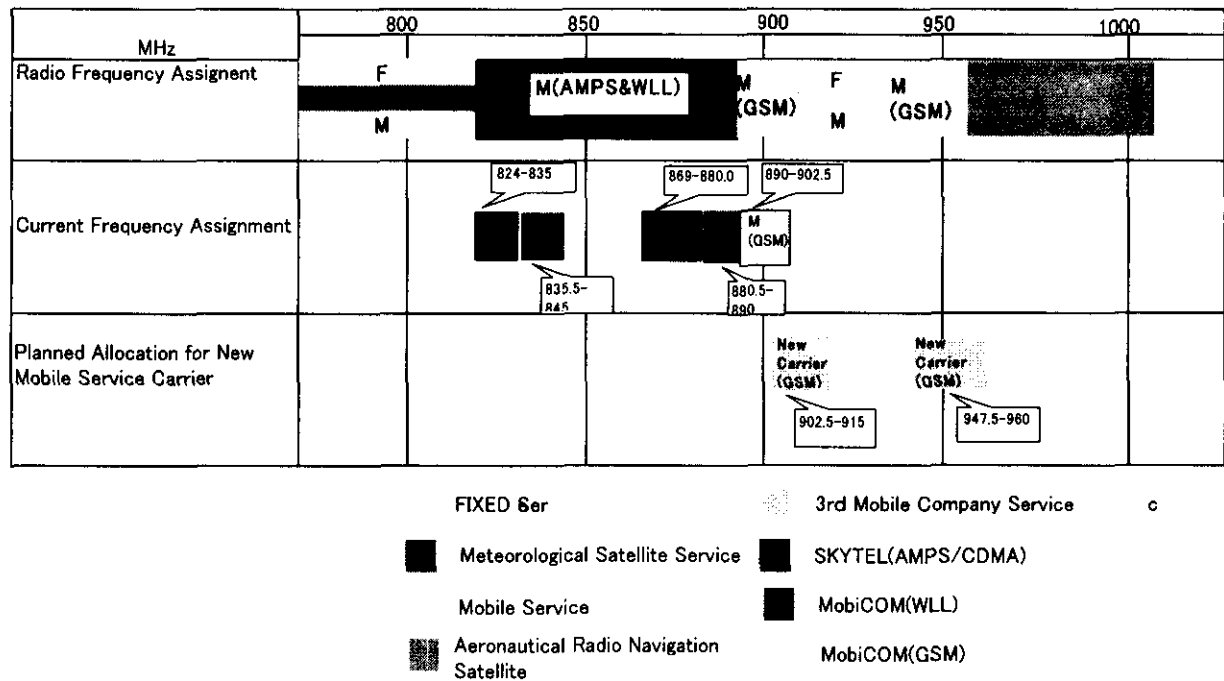 MHz
800 850 900 950 1000
Radio Frequency Assignent
F
M
M(AMPS&WLL)
M
(GSM)
F
M
M
(GSM)
Current Frequency Assignment
824-835
869-880.0
890-902.5
M
(GSM)
835.5-
845
880.5-
890
Planned Allocation for New
Mobile Service Carrier
New
Carrier
(GSM)
New
Carrier
(GSM)
902.5-915
947.5-960
FIXED Ser
3rd Mobile Company Service
c
Meteorological Satellite Service
SKYTEL(AMPS/CDMA)
Mobile Service
MobiCOM(WLL)
Aeronautical Radio Navigation
Satellite
MobiCOM(GSM)